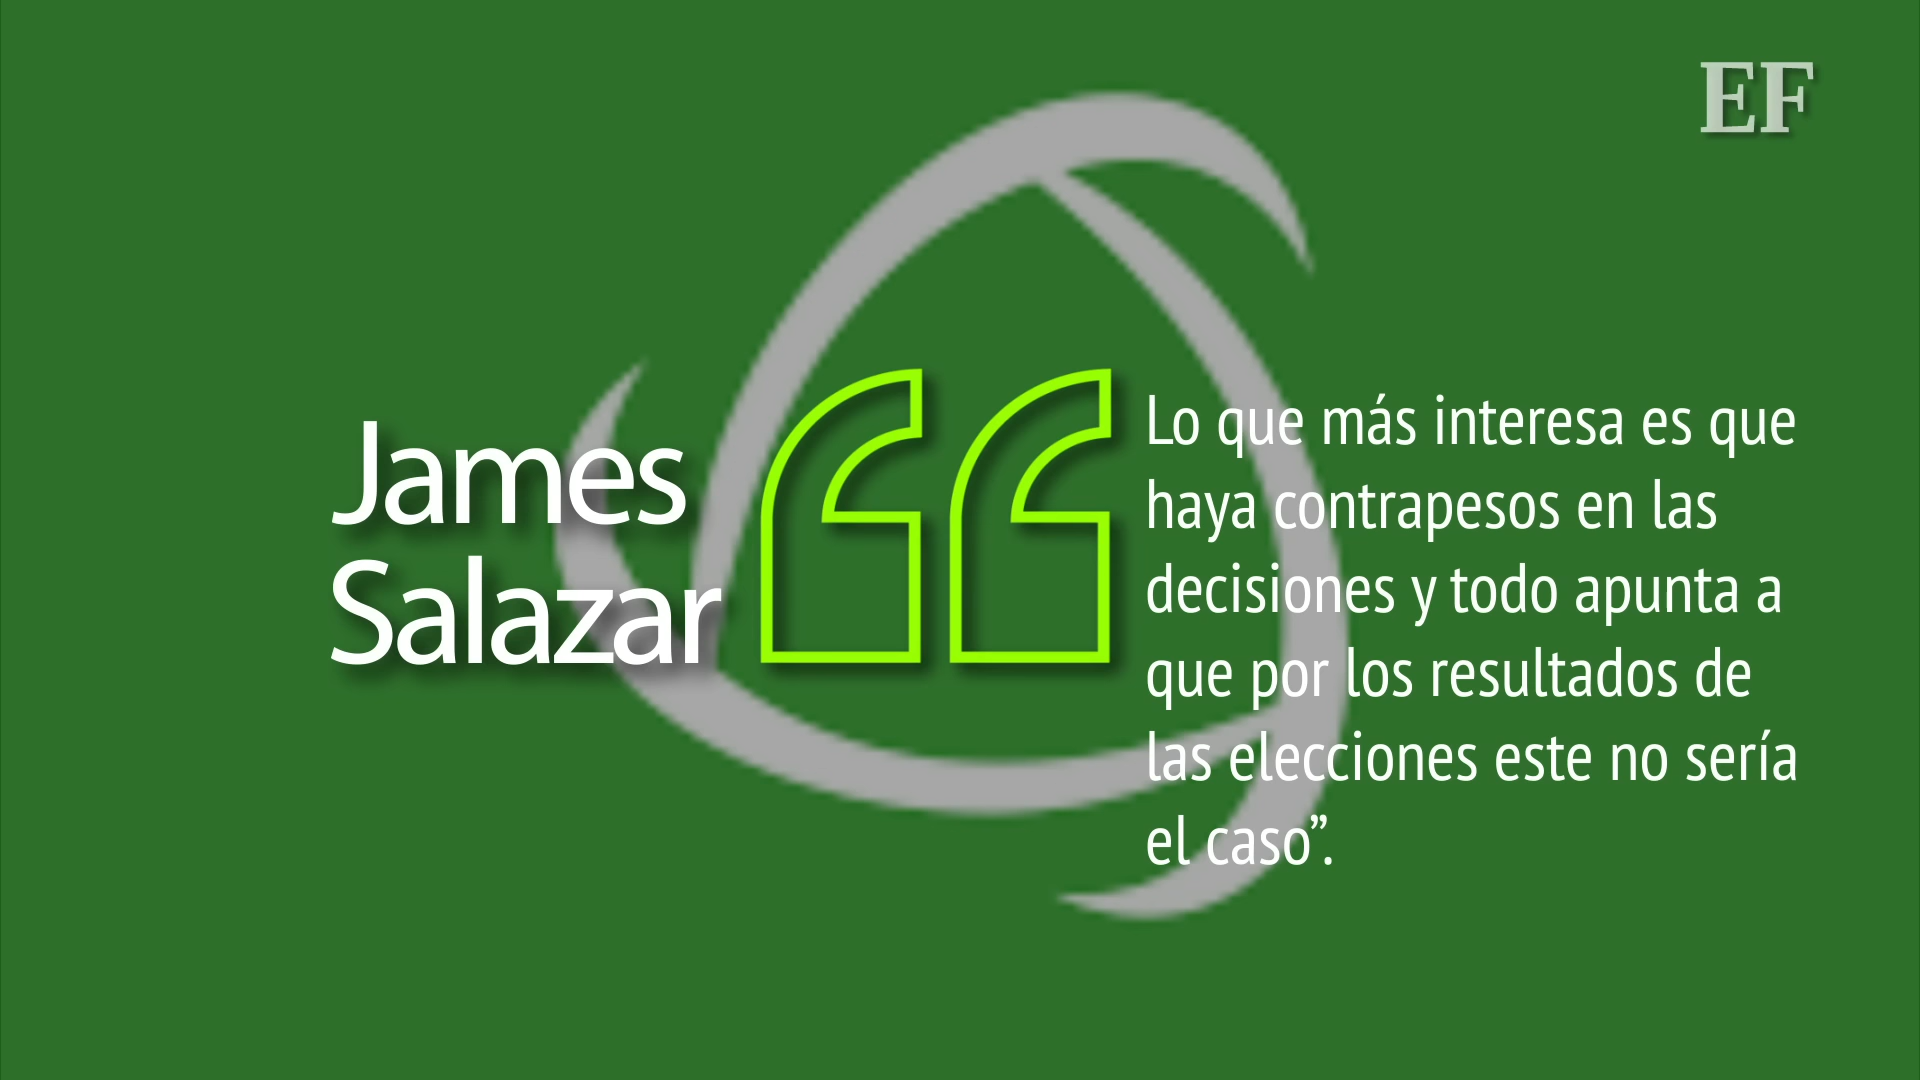 EF
James
Salazar
Lo que más interesa es que
haya contrapesos en las
decisiones y todo apunta a
que por los resultados de
las elecciones este no sería
el caso”.